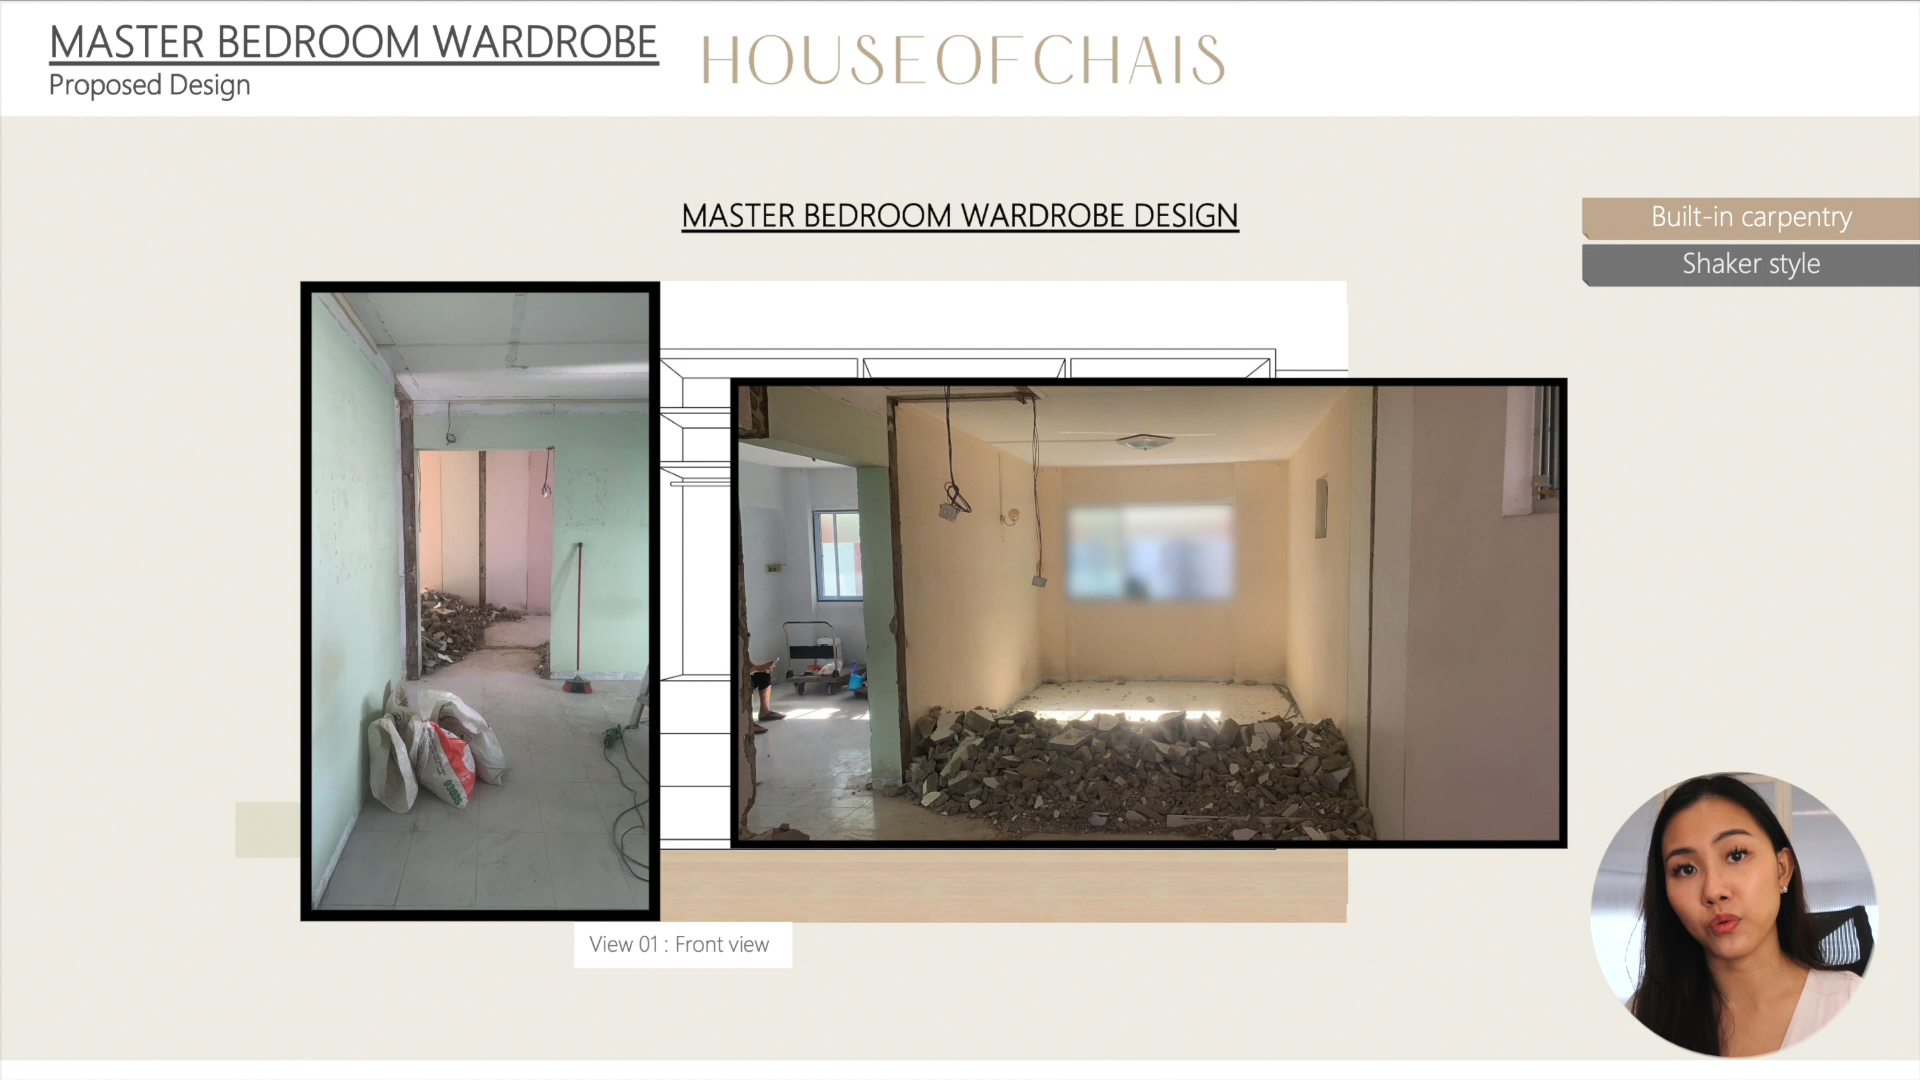 MASTER BEDROOM WARDROBE
Proposed Design
HOUSEOFCHAIS
MASTER BEDROOM WARDROBE DESIGN
Built-in carpentry
Shaker style
View 01 : Front view